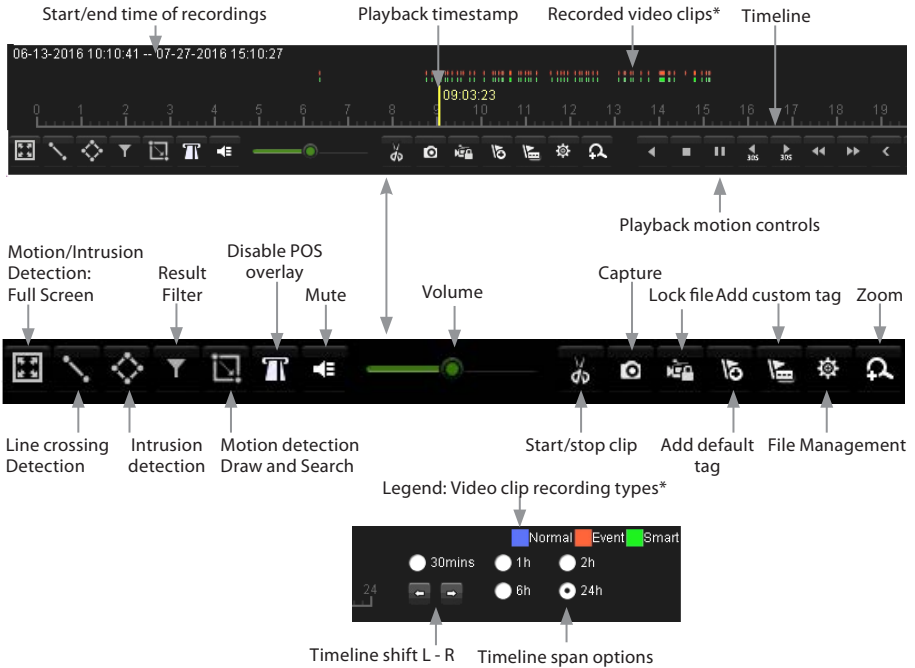 Start/end time of recordings
Playback timestamp
Recorded video clips*
Timeline
06-13-2016 10:10:41 -- 07-27-2016 15:10:27
09:03:23
0 1 2 3 4 5 6 7 8 9 10 11 12 13 14 15 16 17 18 19
30S 30S
Playback motion controls
Motion/Intrusion
Detection:
Full Screen
Result
Filter
Disable POS
overlay
Mute
Volume
Capture
Lock file
Add custom tag
Zoom
Line crossing
Detection
Intrusion
detection
Motion detection
Draw and Search
Start/stop clip
Add default
tag
File Management
Legend: Video clip recording types*
Normal Event Smart
30mins 1h 2h
24 6h 24h
Timeline shift L - R
Timeline span options